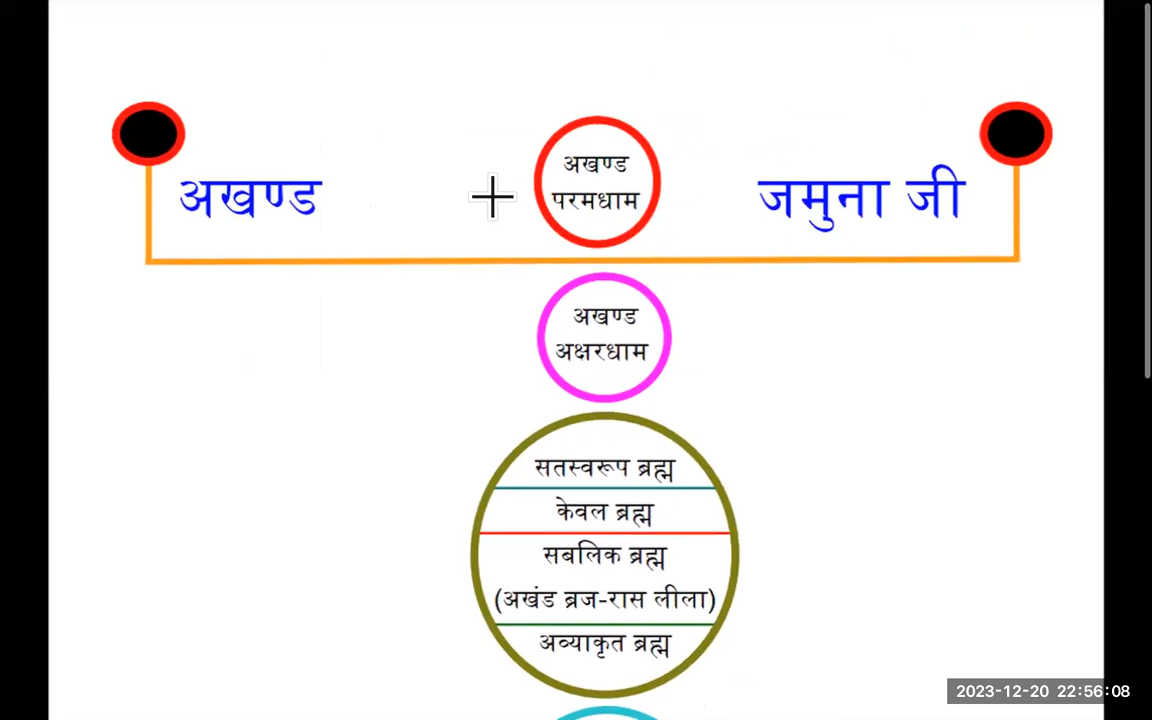 अखण्ड
परमधाम
अखण्ड
जमुना जी
अखण्ड
अक्षरधाम
सतस्वरूप ब्रह्म
केवल ब्रह्म
सबलिक ब्रह्म
(अखंड ब्रज-रास लीला)
अव्याकृत ब्रह्म
2023-12-20 22:56:08